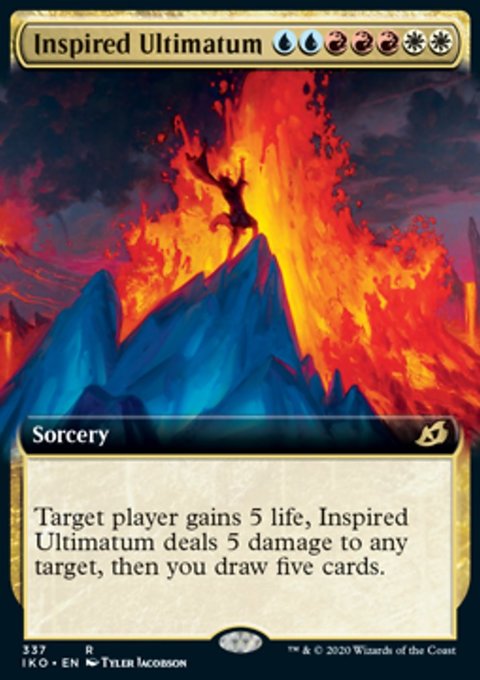 Inspired Ultimatum
Sorcery
Target player gains 5 life, Inspired
Ultimatum deals 5 damage to any
target, then you draw five cards.
337 R
IKO • EN Tyler Jacobson
™ & © 2020 Wizards of the Coast